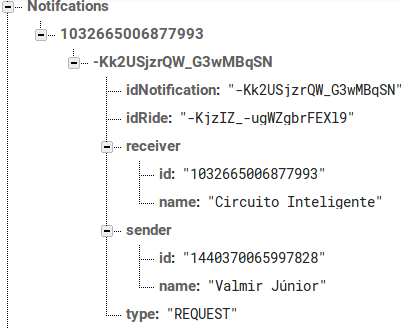 Notifcations
1032665006877993
-Kk2USjzrQW_G3wMBqSN
idNotification: "-Kk2USjzrQW_G3wMBqSN"
idRide: "-KjzIZ_-ugWZgbrFEXl9"
receiver
id: "1032665006877993"
name: "Circuito Inteligente"
sender
id: "1440370065997828"
name: "Valmir Júnior"
type: "REQUEST"